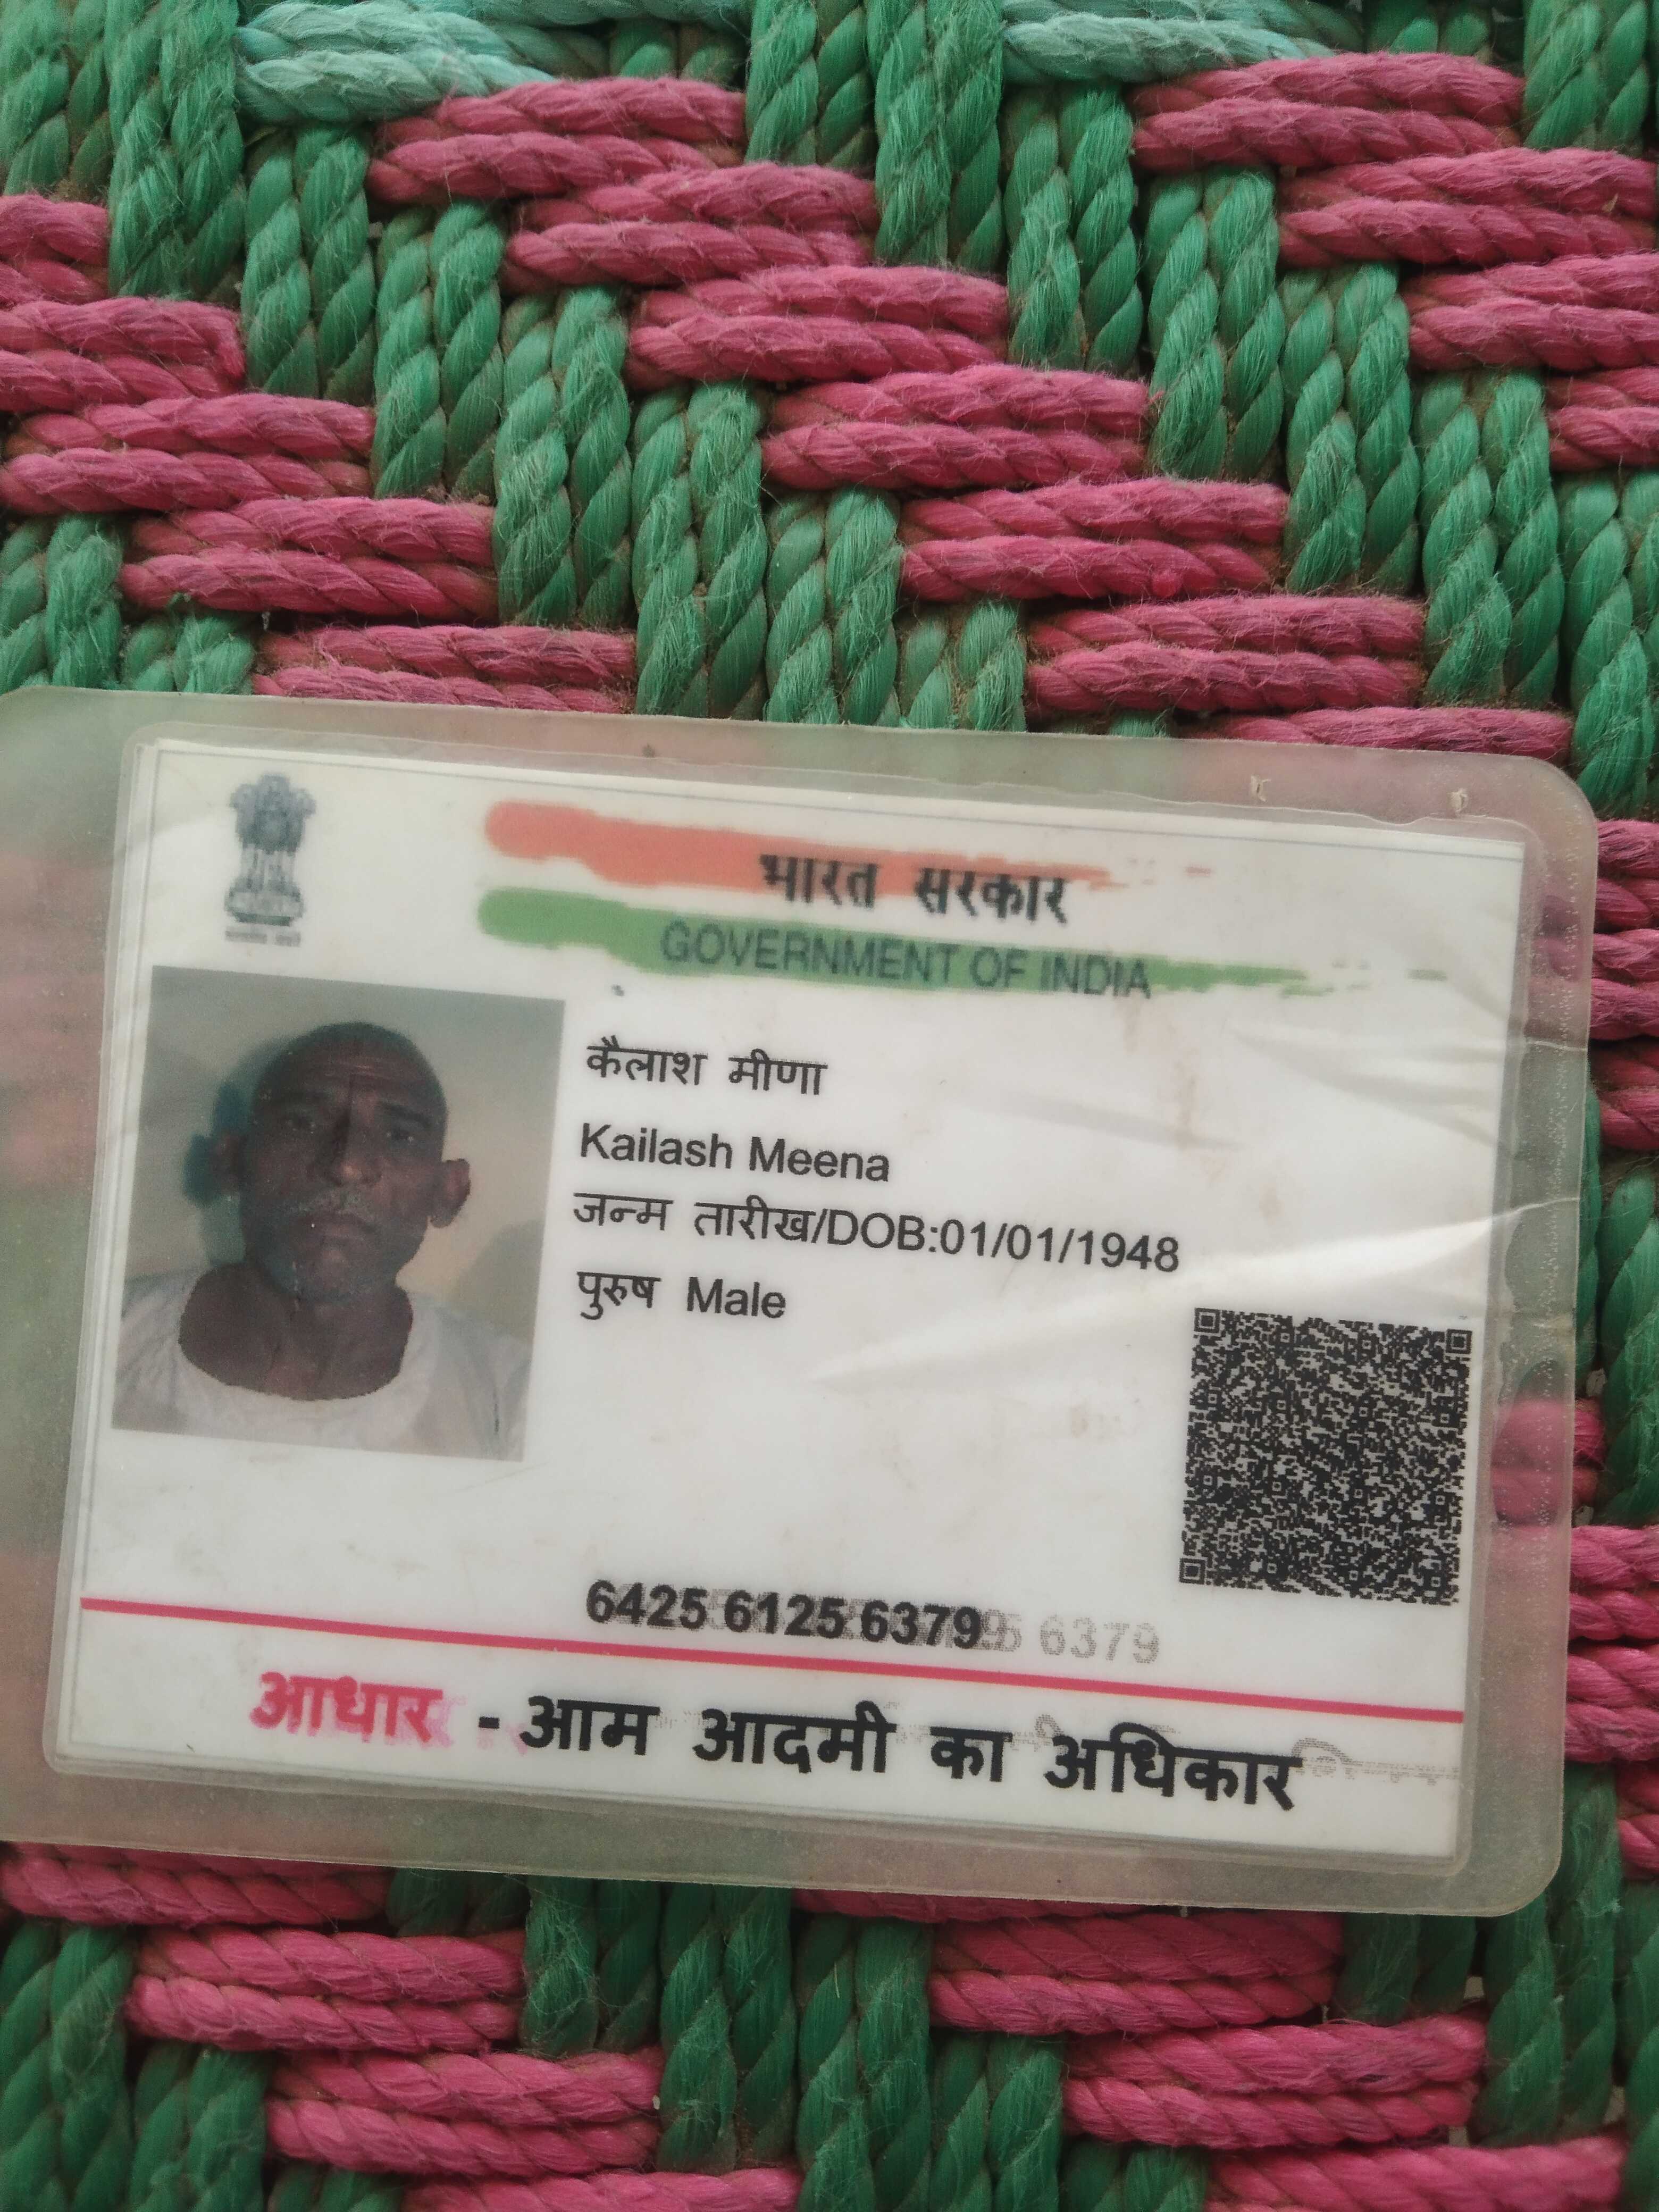 भारत सरकार
GOVERNMENT OF INDIA
कैलाश मीणा
Kailash Meena
जन्म तारीख/DOB:01/01/1948
पुरुष Male
6425 6125 6379
6379
आधार - आम आदमी का अधिकार